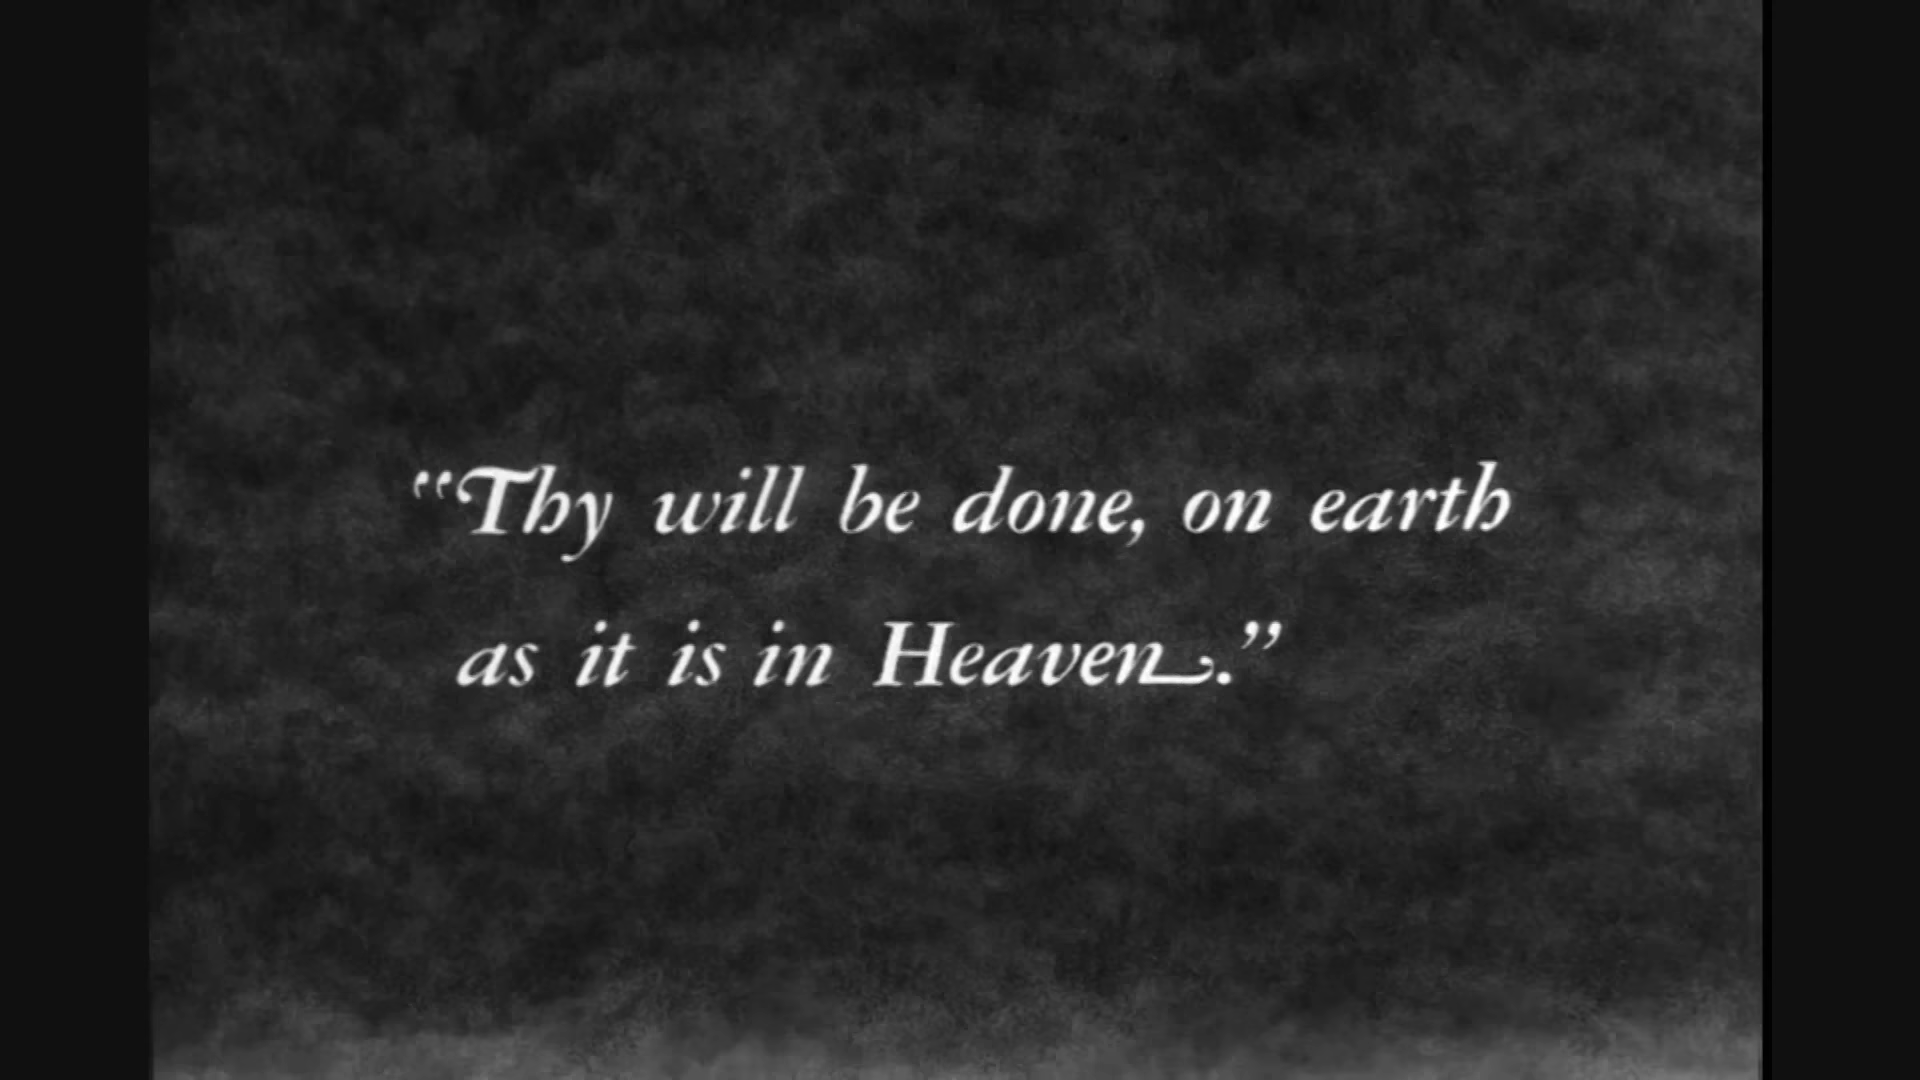 “Thy will be done, on earth
as it is in Heaven.”